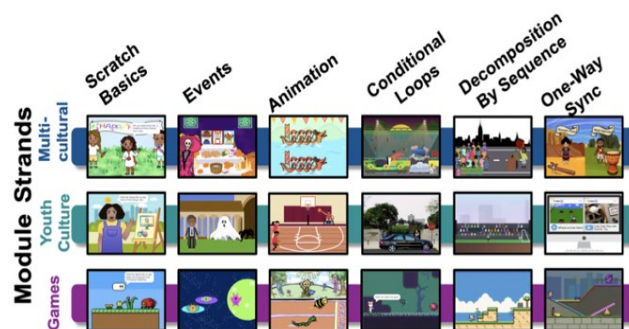 Scratch
Basics
Events
Animation
Conditional
Loops
Decomposition
By Sequence
One-Way
Sync
Module Strands
Multi-
cultural
Youth
Culture
Games